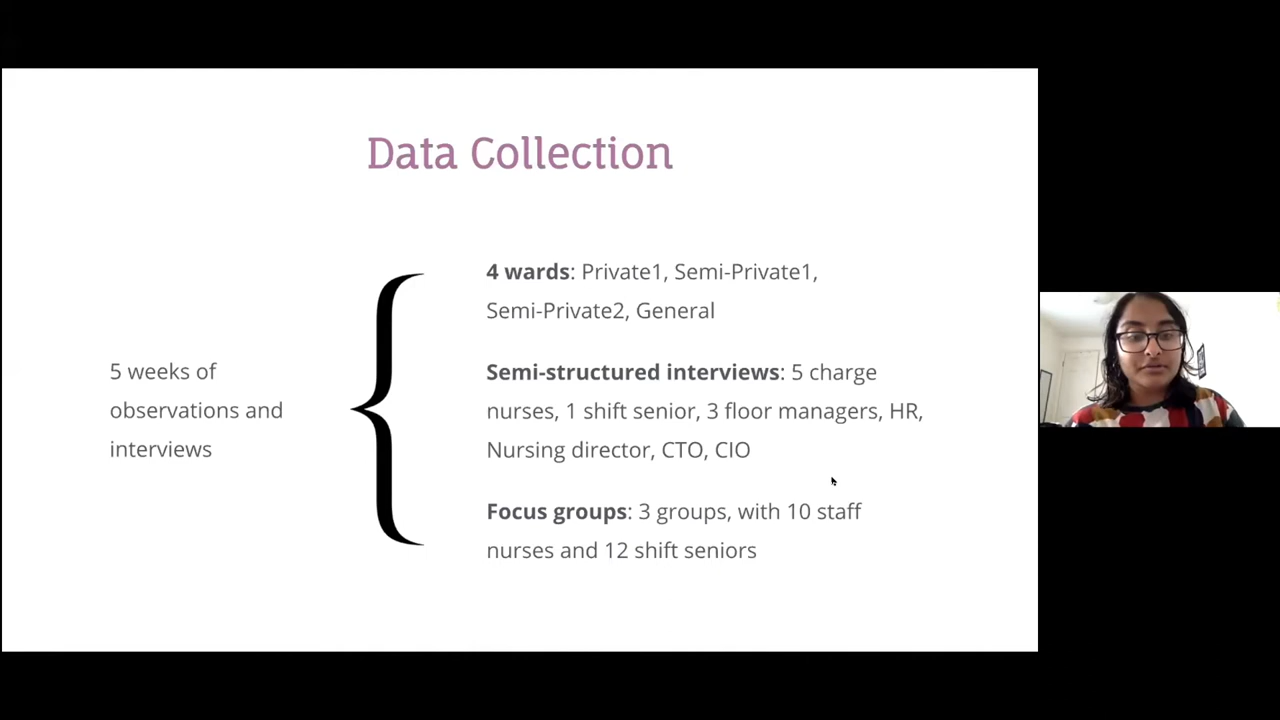 Data Collection
5 weeks of
observations and
interviews
4 wards: Private1, Semi-Private1,
Semi-Private2, General
Semi-structured interviews: 5 charge
nurses, 1 shift senior, 3 floor managers, HR,
Nursing director, CTO, CIO
Focus groups: 3 groups, with 10 staff
nurses and 12 shift seniors